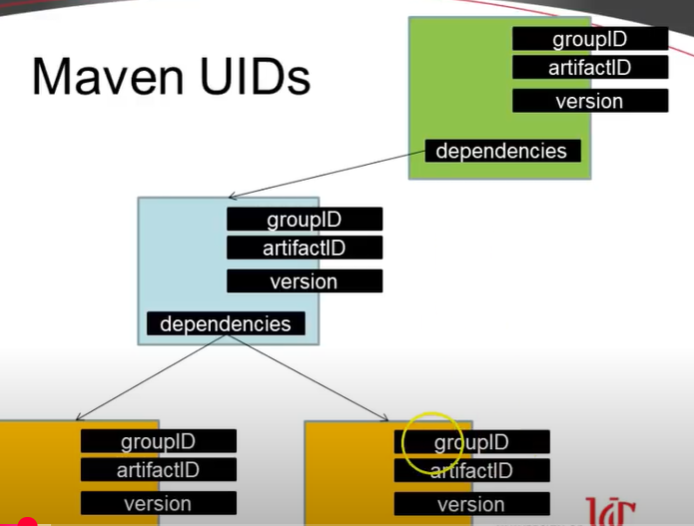 Maven UIDs
groupID
artifactID
version
dependencies
groupID
artifactID
version
dependencies
groupID
artifactID
version
groupID
artifactID
version